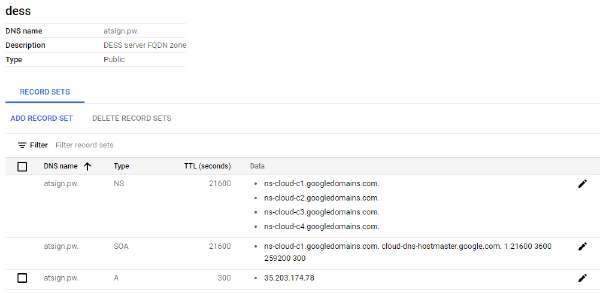 dess
DNS name atsign.pw.
Description DESS server FQDN zone
Type Public
RECORD SETS
ADD RECORD SET DELETE RECORD SETS
Filter Filter record sets
DNS name Type TTL (seconds) Data
atsign.pw. NS 21600 ns-cloud-c1.googledomains.com.
ns-cloud-c2.googledomains.com.
ns-cloud-c3.googledomains.com.
ns-cloud-c4.googledomains.com.
atsign.pw. SOA 21600 ns-cloud-c1.googledomains.com. cloud-dns-hostmaster.google.com. 1 21600 3600
259200 300
atsign.pw. A 300 35.203.174.78